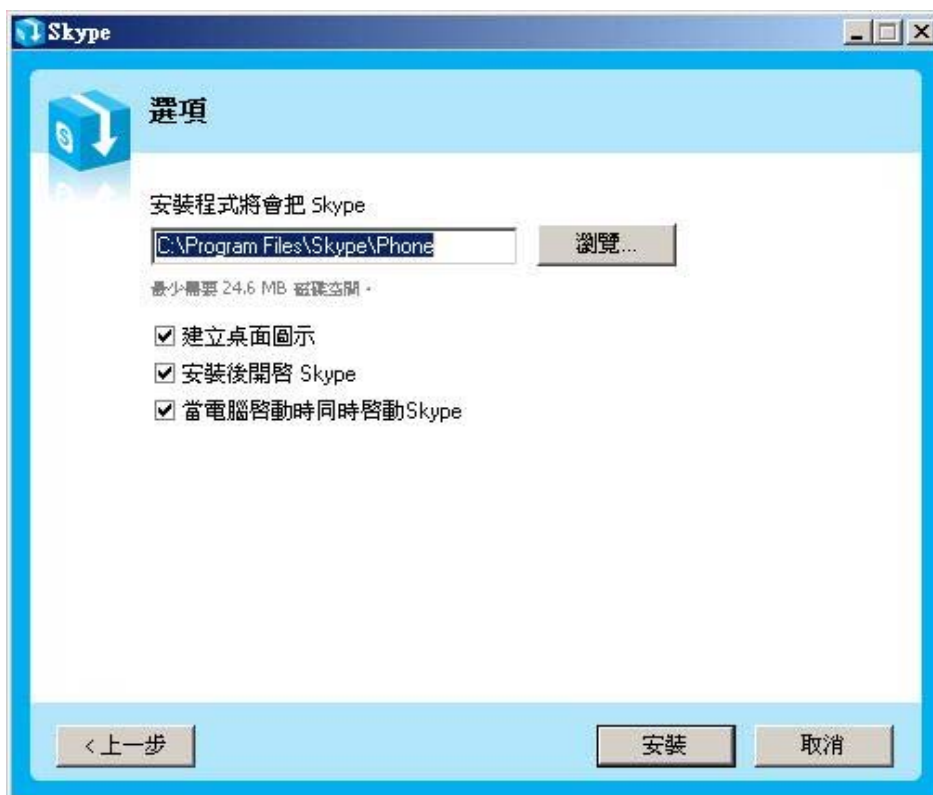 Skype
選項
安裝程式將會把 Skype
C:\Program Files\Skype\Phone
瀏覽...
最少需要 24.6 MB 磁碟空間。
建立桌面圖示
安裝後開啓 Skype
當電腦啓動時同時啓動Skype
<上一步
安裝
取消